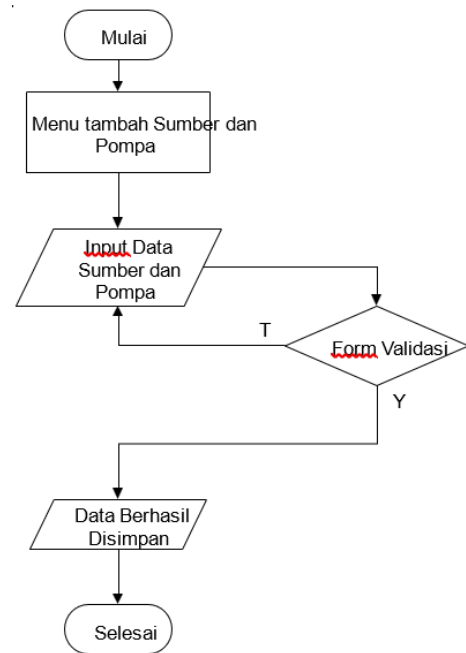 Mulai
Menu tambah Sumber dan
Pompa
Input Data
Sumber dan
Pompa
T
Form Validasi
Y
Data Berhasil
Disimpan
Selesai